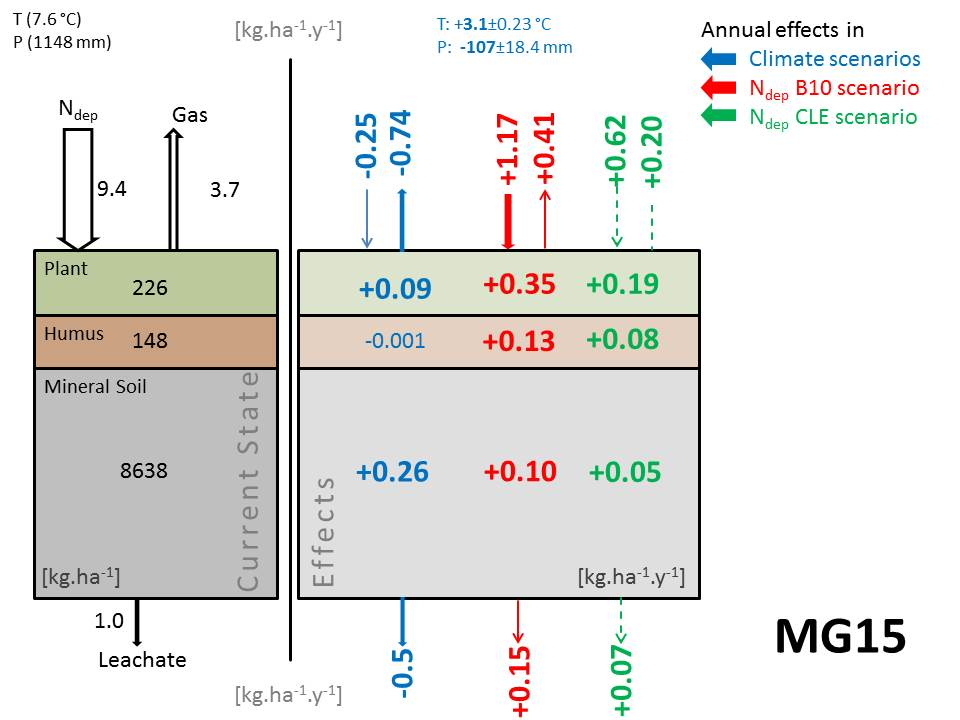 T (7.6 °C)
P (1148 mm)
[kg.ha-1.y-1]
T: +3.1±0.23 °C
P: -107±18.4 mm
Annual effects in
Climate scenarios
Ndep B10 scenario
Ndep CLE scenario
Ndep
Gas
9.4
3.7
-0.25
-0.74
+1.17
+0.41
+0.62
+0.20
Plant
226
+0.09
+0.35
+0.19
Humus
148
-0.001
+0.13
+0.08
Mineral Soil
8638
Current State
[kg.ha-1]
Effects
+0.26
+0.10
+0.05
[kg.ha-1.y-1]
1.0
Leachate
-0.5
+0.15
+0.07
MG15
[kg.ha-1.y-1]